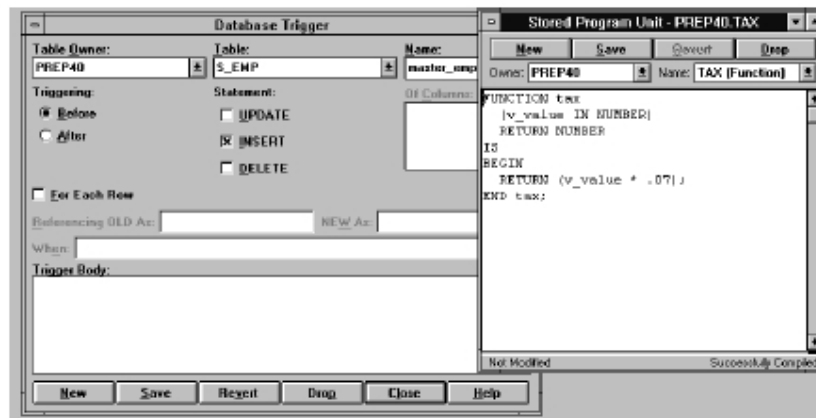 Database Trigger
Table Owner:
Table:
Name:
PREP40
S_EMP
master_emp
Triggering:
Statement:
Of Columns:
Before
UPDATE
After
INSERT
DELETE
For Each Row
Referencing OLD As:
NEW As:
When:
Trigger Body:
New
Save
Revert
Drop
Close
Help
Stored Program Unit - PREP40.TAX
New
Save
Revert
Drop
Owner: PREP40
Name: TAX (Function)
FUNCTION tax
(v_value IN NUMBER)
RETURN NUMBER
IS
BEGIN
RETURN (v_value * .07);
END tax;
Not Modified
Successfully Compiled